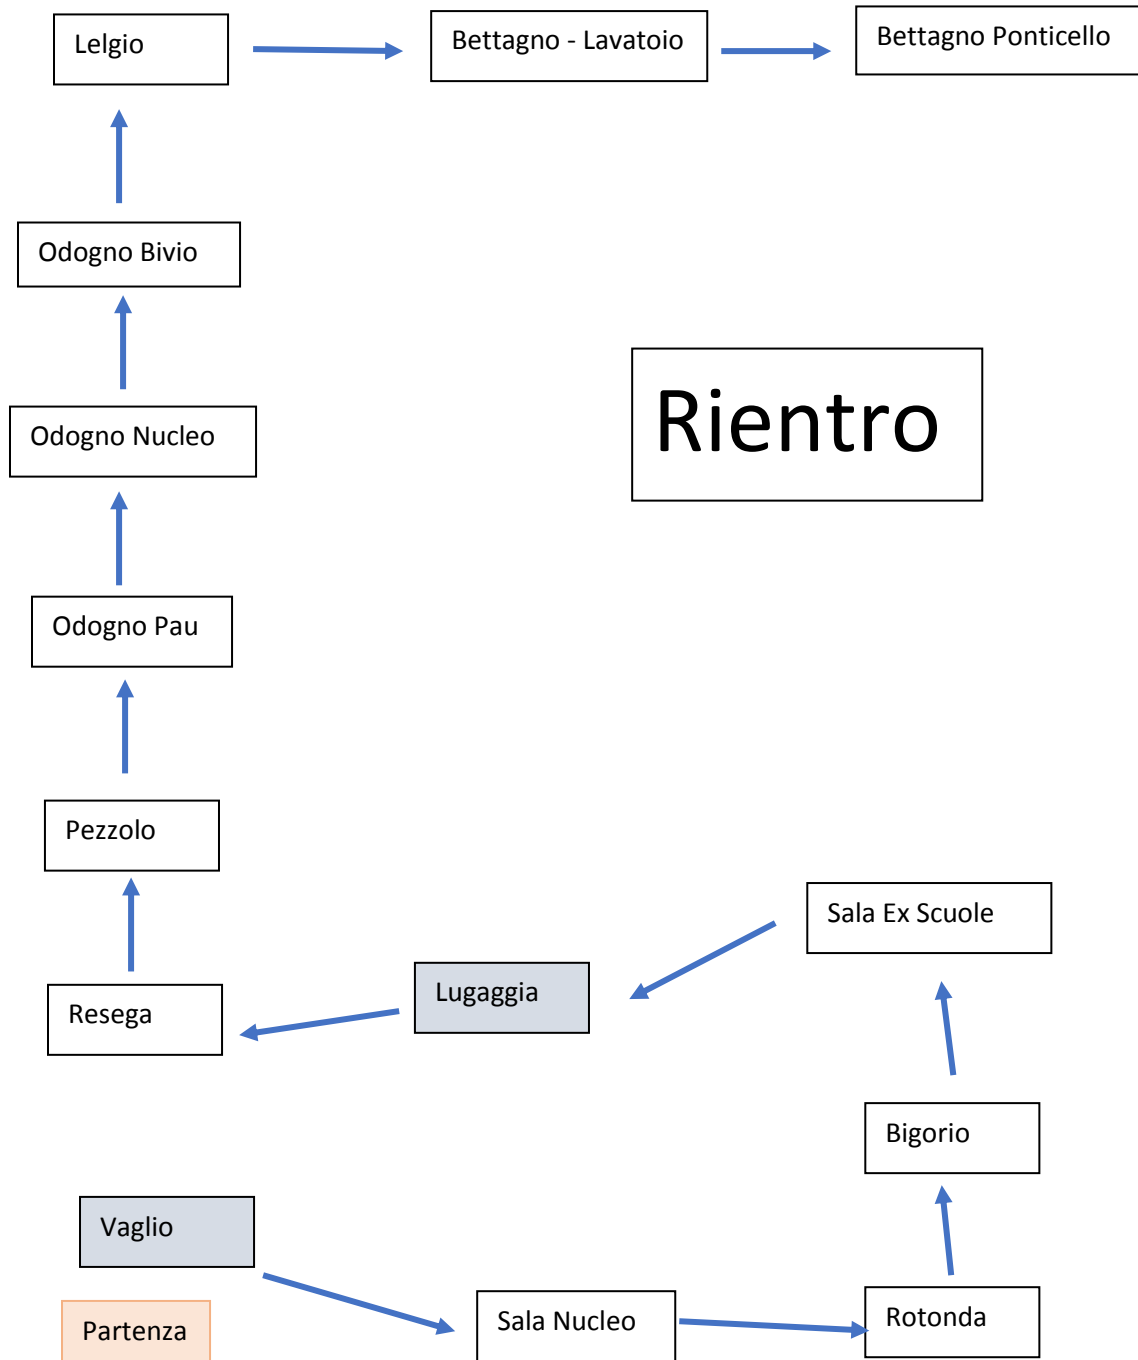 Lelgio
Bettagno - Lavatoio
Bettagno Ponticello
Odogno Bivio
Rientro
Odogno Nucleo
Odogno Pau
Pezzolo
Sala Ex Scuole
Lugaggia
Resega
Bigorio
Vaglio
Partenza
Sala Nucleo
Rotonda